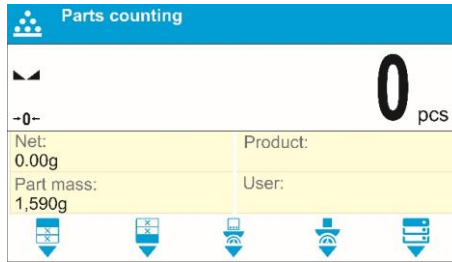 Parts counting
0 pcs
→0←
Net:
0.00g
Product:
Part mass:
1,590g
User: